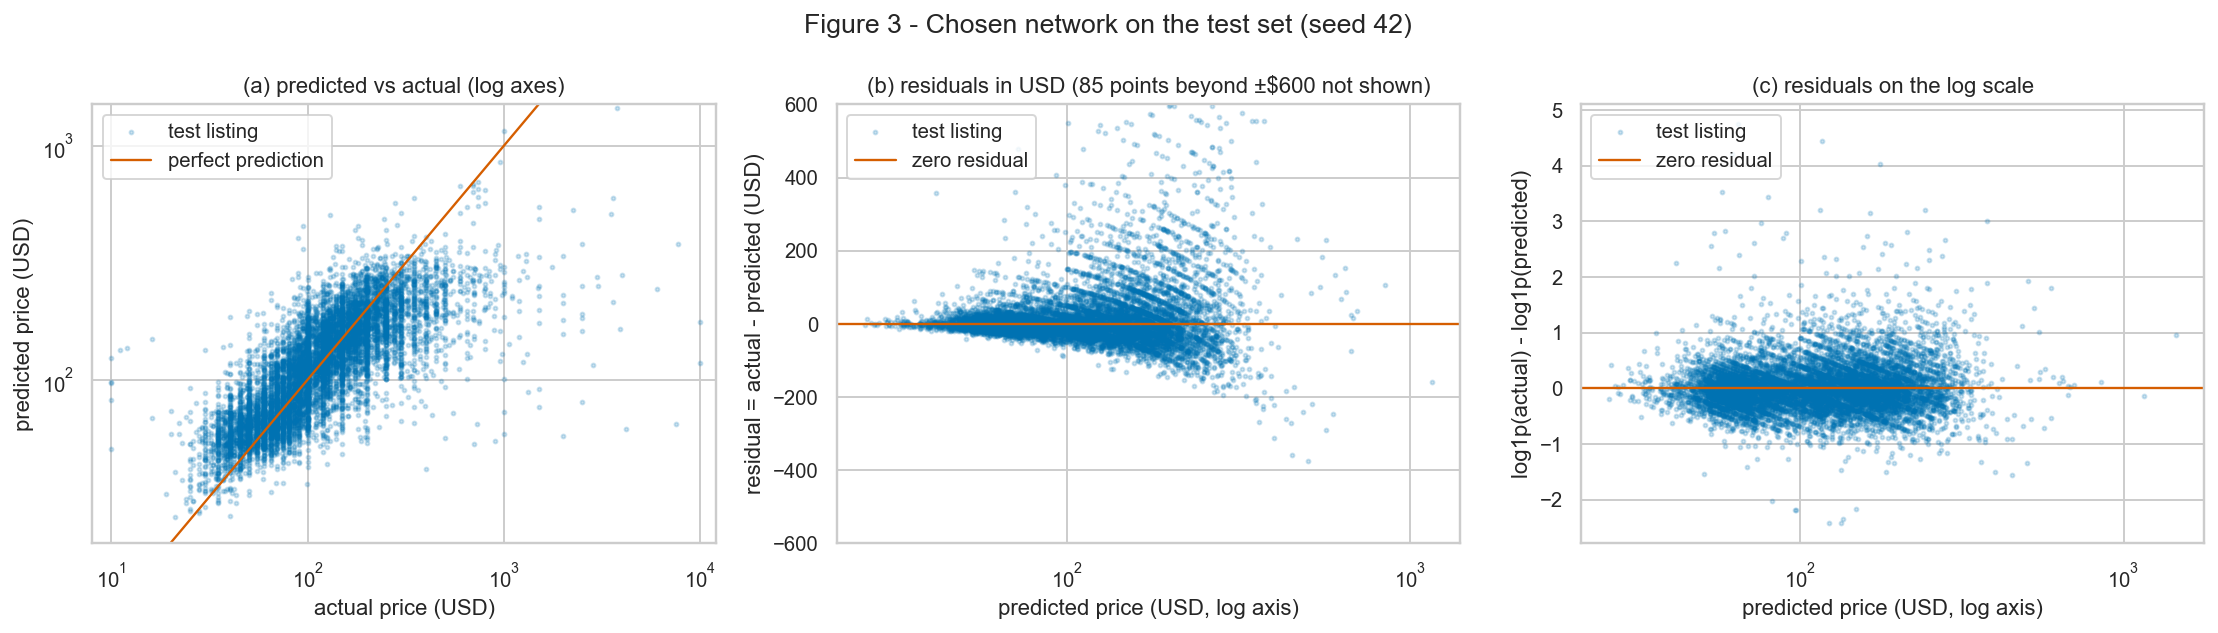 Figure 3 - Chosen network on the test set (seed 42)
(a) predicted vs actual (log axes)
test listing
perfect prediction
predicted price (USD)
10³
10²
10¹ 10² 10³ 10⁴
actual price (USD)
(b) residuals in USD (85 points beyond ±$600 not shown)
test listing
zero residual
residual = actual - predicted (USD)
600
400
200
0
−200
−400
−600
10² 10³
predicted price (USD, log axis)
(c) residuals on the log scale
test listing
zero residual
log1p(actual) - log1p(predicted)
5
4
3
2
1
0
−1
−2
10² 10³
predicted price (USD, log axis)